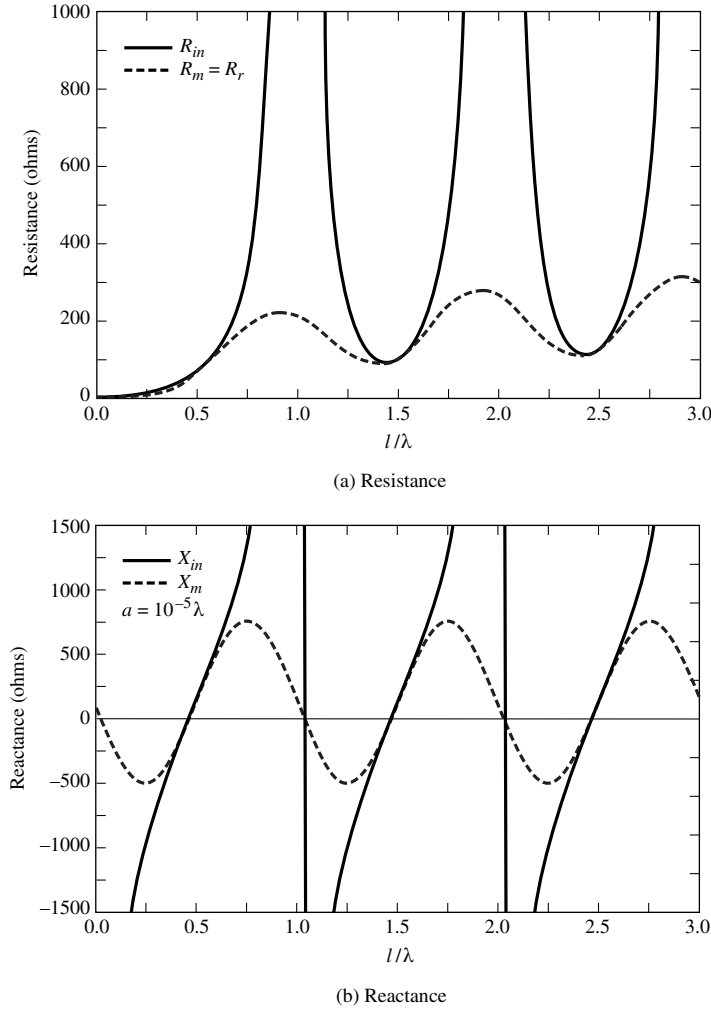 1000
800
600
400
200
0
Resistance (ohms)
R_in
R_m = R_r
0.0 0.5 1.0 1.5 2.0 2.5 3.0
l/λ
(a) Resistance
1500
1000
500
0
–500
–1000
–1500
Reactance (ohms)
X_in
X_m
a = 10⁻⁵λ
0.0 0.5 1.0 1.5 2.0 2.5 3.0
l/λ
(b) Reactance